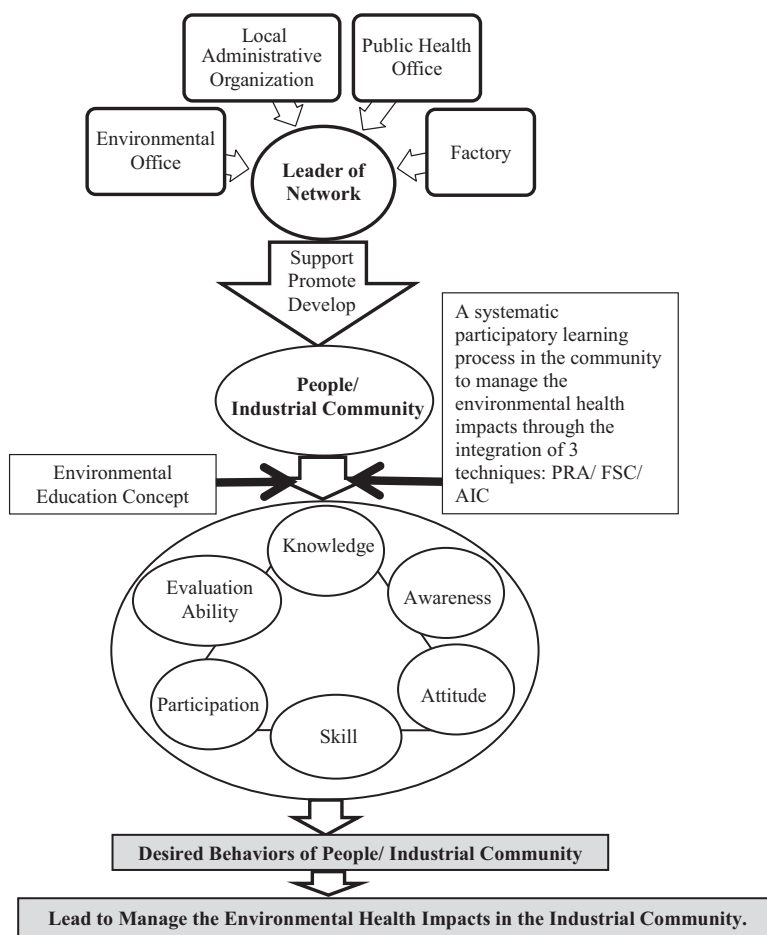 Local
Administrative
Organization
Public Health
Office
Environmental
Office
Leader of
Network
Factory
Support
Promote
Develop
People/
Industrial Community
A systematic
participatory learning
process in the community
to manage the
environmental health
impacts through the
integration of 3
techniques: PRA/ FSC/
AIC
Environmental
Education Concept
Knowledge
Evaluation
Ability
Awareness
Participation
Attitude
Skill
Desired Behaviors of People/ Industrial Community
Lead to Manage the Environmental Health Impacts in the Industrial Community.